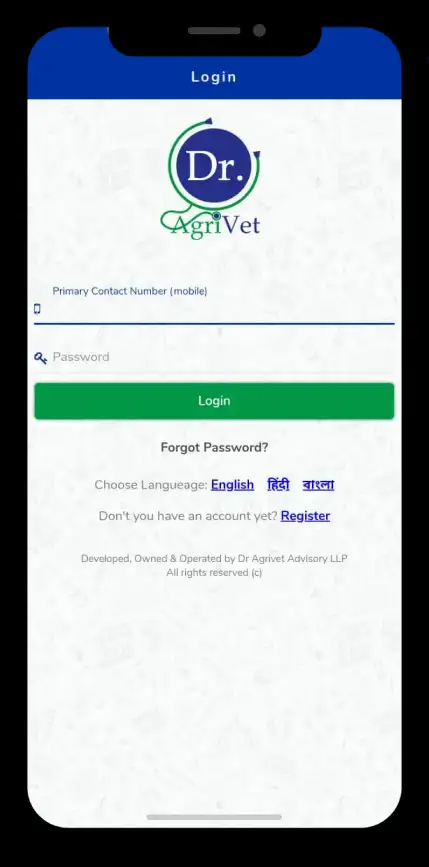 Login
Dr.
AgriVet
Primary Contact Number (mobile)
Password
Login
Forgot Password?
Choose Langueage: English हिंदी বাংলা
Don't you have an account yet? Register
Developed, Owned & Operated by Dr Agrivet Advisory LLP
All rights reserved (c)